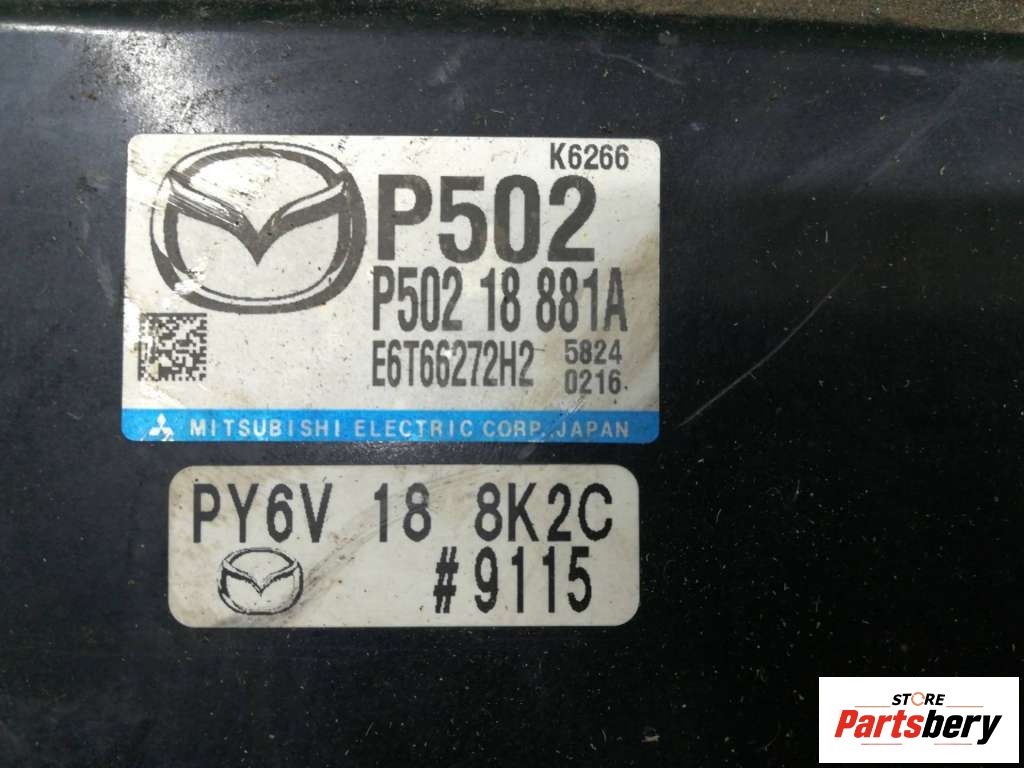 K6266
P502
P502 18 881A
E6T66272H2 5824
0216
MITSUBISHI ELECTRIC CORP. JAPAN
PY6V 18 8K2C
#9115
STORE
Partsbery